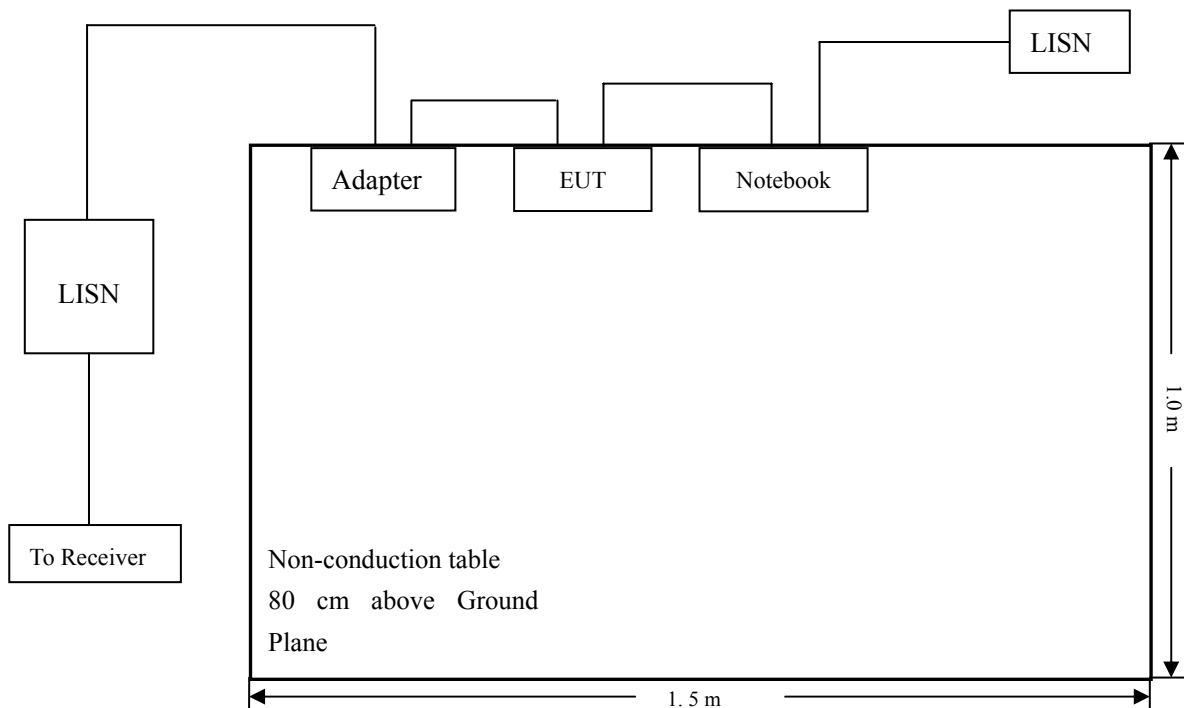 LISN
Adapter
EUT
Notebook
LISN
To Receiver
Non-conduction table
80 cm above Ground
Plane
1.0 m
1. 5 m